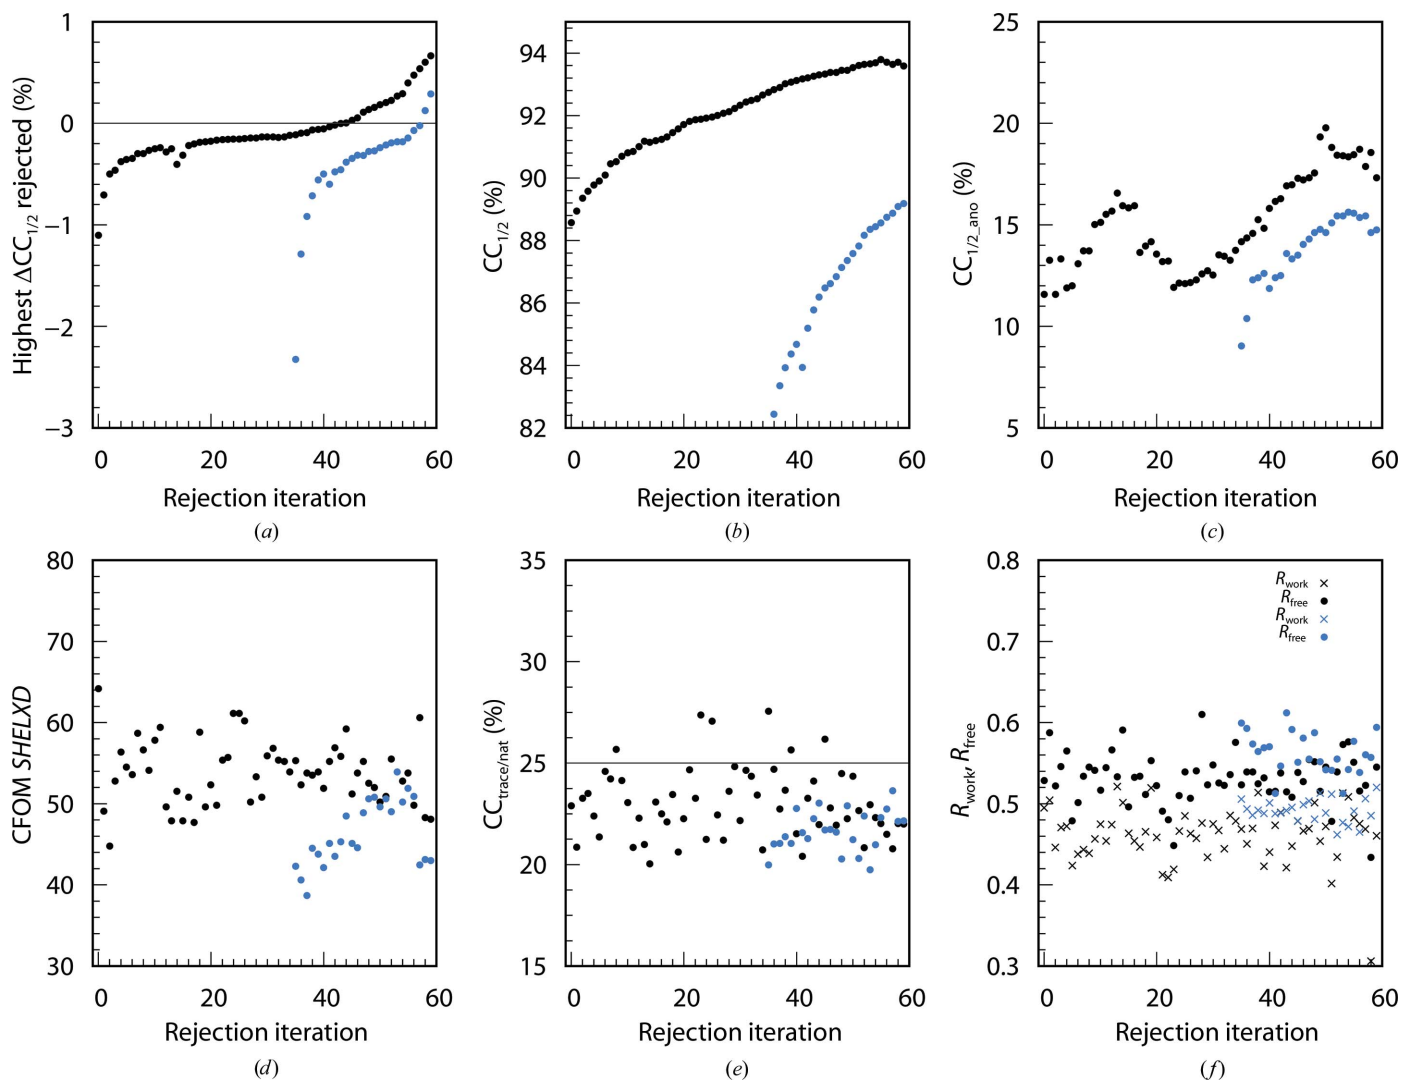 Highest ΔCC1/2 rejected (%)
1
0
−1
−2
−3
0 20 40 60
Rejection iteration
(a)
CC1/2 (%)
94
92
90
88
86
84
82
0 20 40 60
Rejection iteration
(b)
CC1/2_ano (%)
25
20
15
10
5
0 20 40 60
Rejection iteration
(c)
CFOM SHELXD
80
70
60
50
40
30
0 20 40 60
Rejection iteration
(d)
CCtrace/nat (%)
35
30
25
20
15
0 20 40 60
Rejection iteration
(e)
Rwork, Rfree
0.8
0.7
0.6
0.5
0.4
0.3
Rwork
Rfree
Rwork
Rfree
0 20 40 60
Rejection iteration
(f)